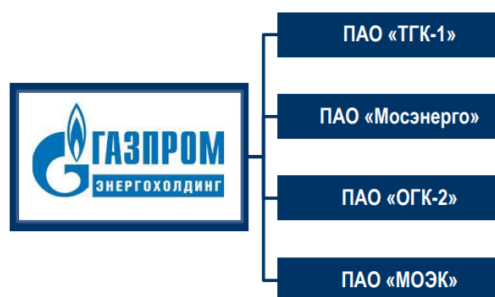 ГАЗПРОМ
ЭНЕРГОХОЛДИНГ
ПАО «ТГК-1»
ПАО «Мосэнерго»
ПАО «ОГК-2»
ПАО «МОЭК»